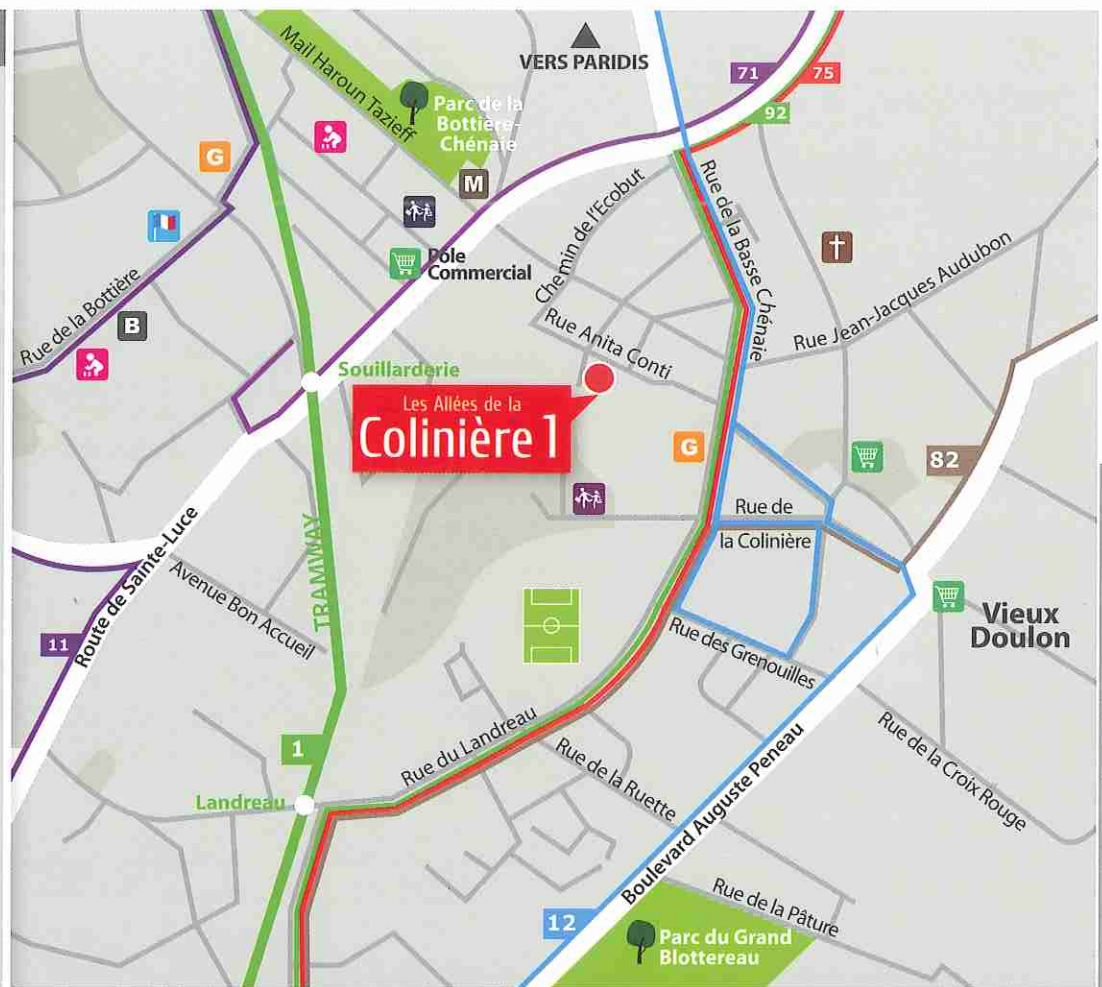 Mail Haroun Tazieff
VERS PARIDIS
71
75
92
Parc de la
Bottière-
Chénaie
G
M
Chemin de l'Ecobut
Rue de la Basse Chénaie
Pôle
Commercial
Rue de la Bottière
B
Rue Jean-Jacques Audubon
Rue Anita Conti
Souillarderie
Les Allées de la
Colinière 1
G
82
Rue de
la Colinière
TRAMWAY
Route de Sainte-Luce
Avenue Bon Accueil
11
Vieux
Doulon
Rue des Grenouilles
1
Rue du Landreau
Rue de la Ruette
Rue de la Croix Rouge
Landreau
Boulevard Auguste Peneau
12
Rue de la Pâture
Parc du Grand
Blottereau